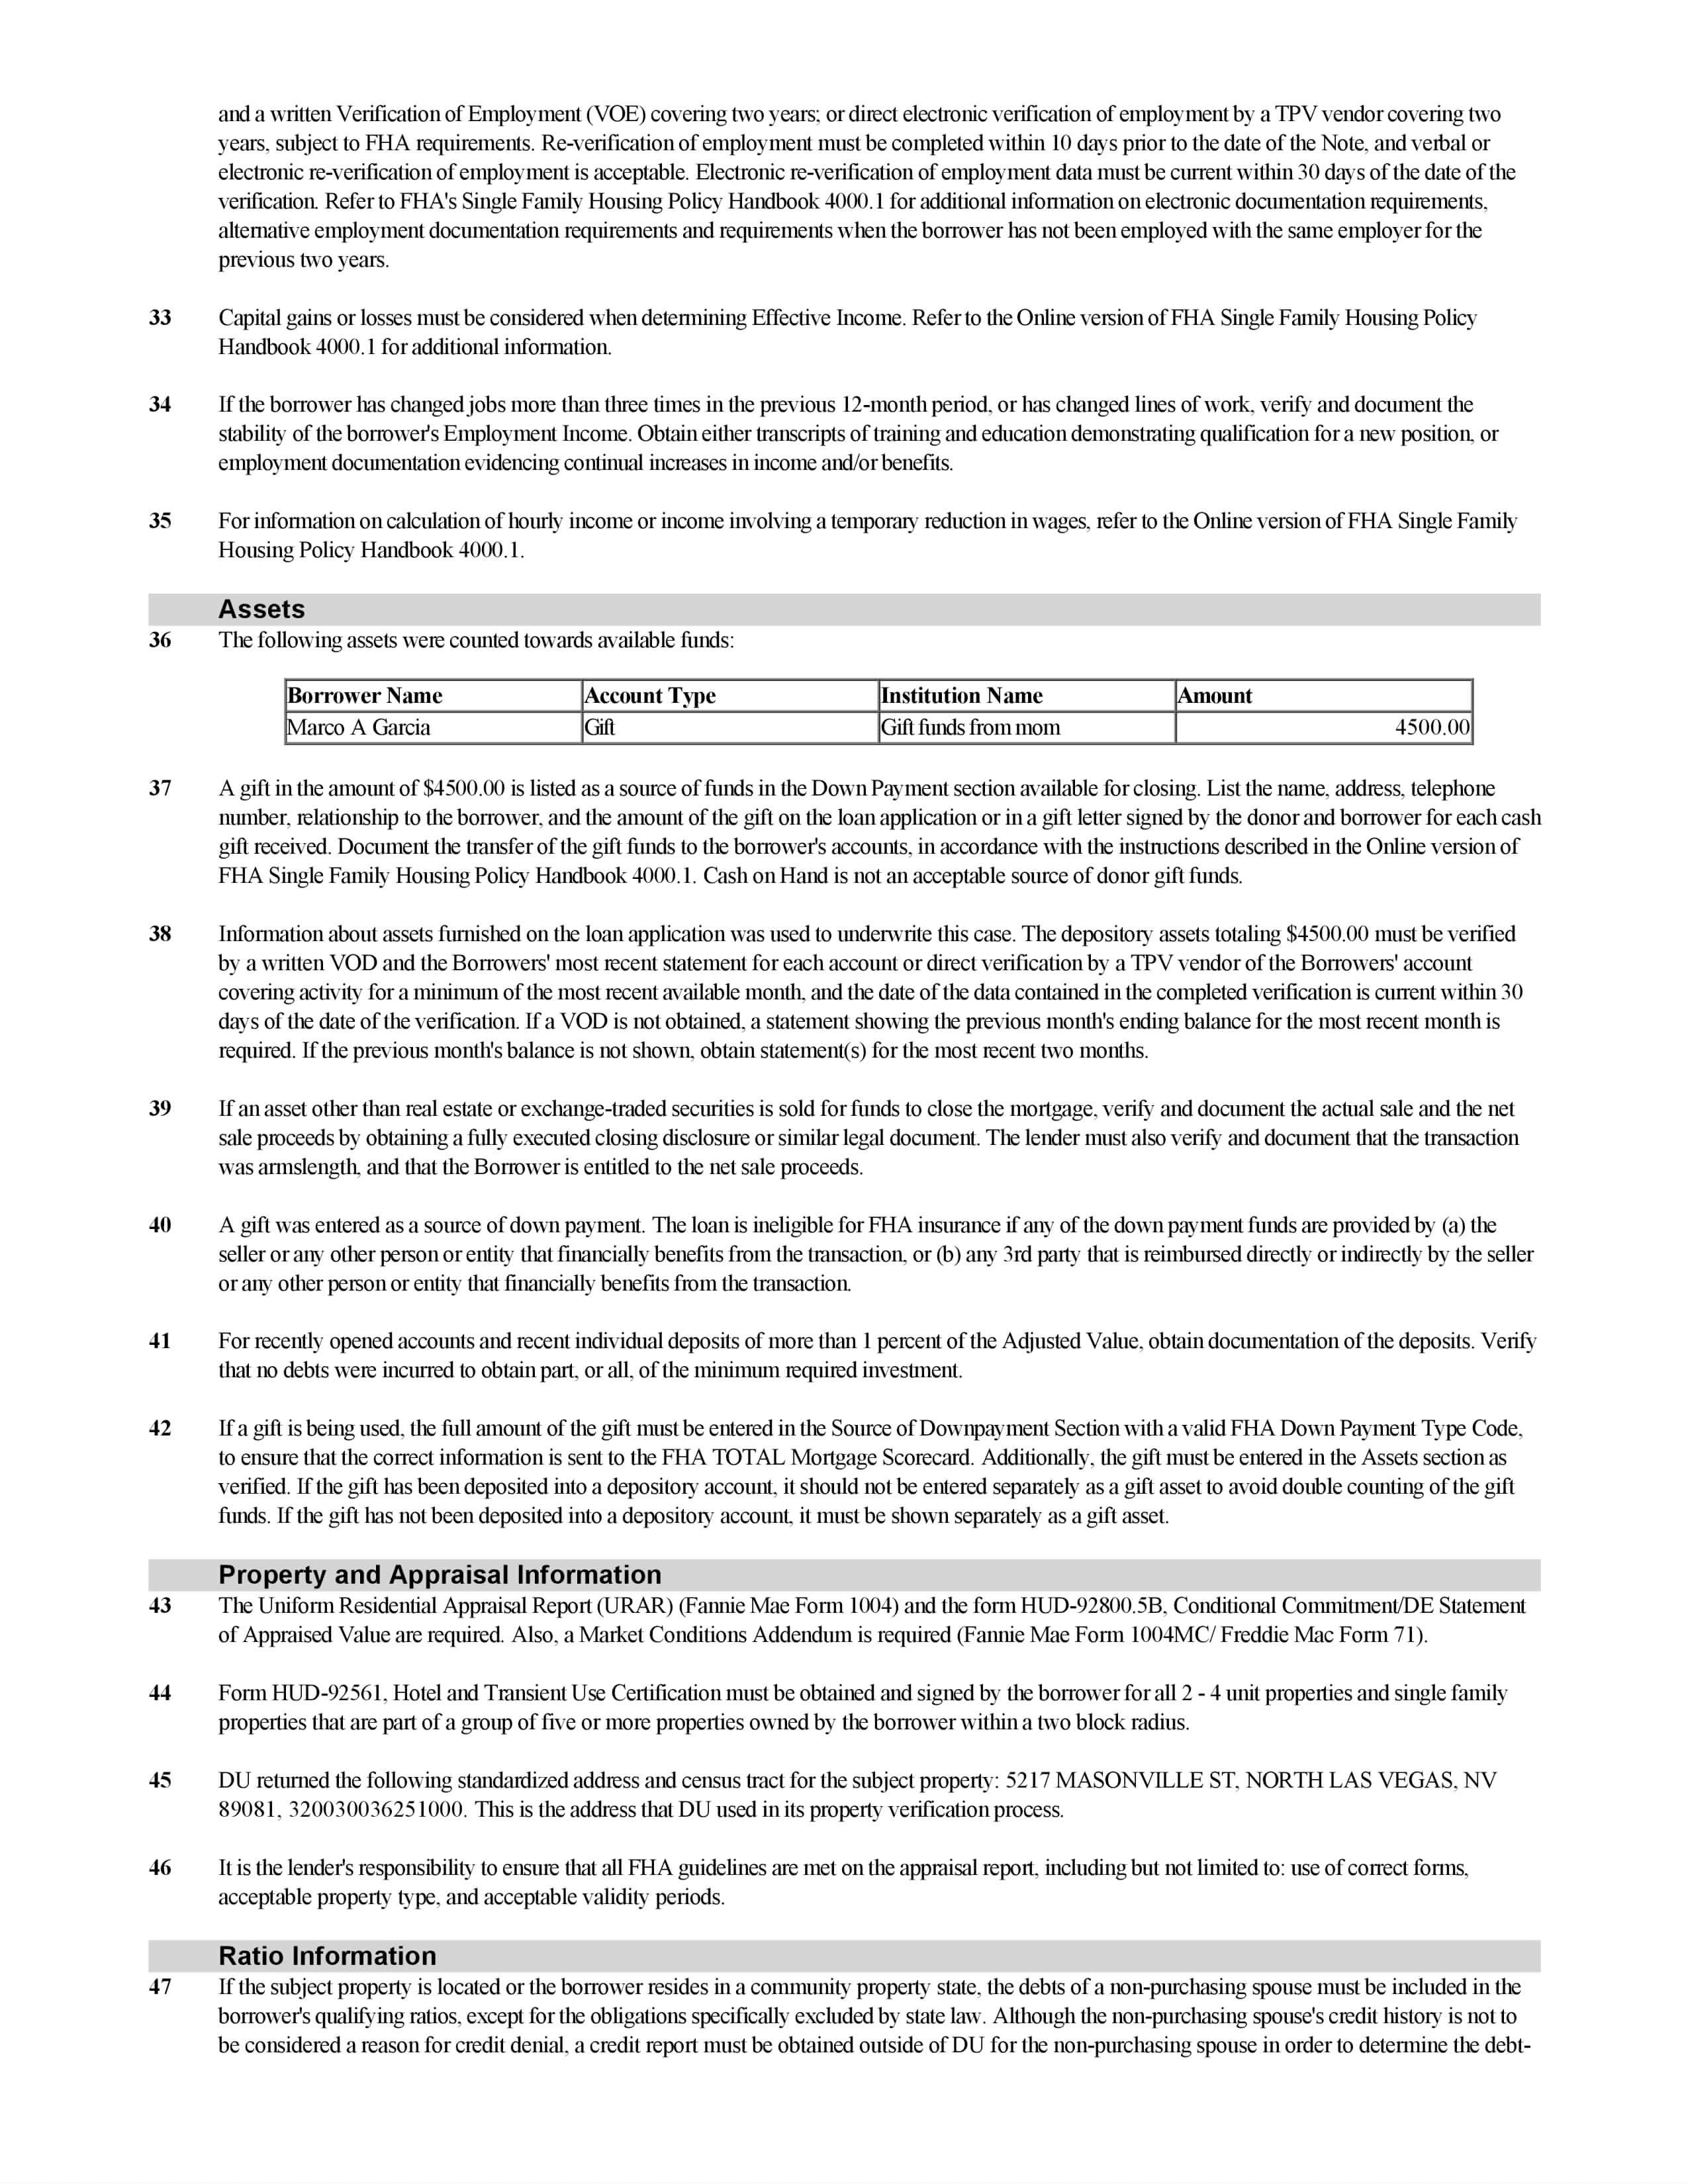 and a written Verification of Employment (VOE) covering two years; or direct electronic verification of employment by a TPV vendor covering two
years, subject to FHA requirements. Re-verification of employment must be completed within 10 days prior to the date of the Note, and verbal or
electronic re-verification of employment is acceptable. Electronic re-verification of employment data must be current within 30 days of the date of the
verification. Refer to FHA's Single Family Housing Policy Handbook 4000.1 for additional information on electronic documentation requirements,
alternative employment documentation requirements and requirements when the borrower has not been employed with the same employer for the
previous two years.
33 Capital gains or losses must be considered when determining Effective Income. Refer to the Online version of FHA Single Family Housing Policy
Handbook 4000.1 for additional information.
34 If the borrower has changed jobs more than three times in the previous 12-month period, or has changed lines of work, verify and document the
stability of the borrower's Employment Income. Obtain either transcripts of training and education demonstrating qualification for a new position, or
employment documentation evidencing continual increases in income and/or benefits.
35 For information on calculation of hourly income or income involving a temporary reduction in wages, refer to the Online version of FHA Single Family
Housing Policy Handbook 4000.1.
Assets
36 The following assets were counted towards available funds:
Borrower Name Account Type Institution Name Amount
Marco A Garcia Gift Gift funds from mom 4500.00
37 A gift in the amount of $4500.00 is listed as a source of funds in the Down Payment section available for closing. List the name, address, telephone
number, relationship to the borrower, and the amount of the gift on the loan application or in a gift letter signed by the donor and borrower for each cash
gift received. Document the transfer of the gift funds to the borrower's accounts, in accordance with the instructions described in the Online version of
FHA Single Family Housing Policy Handbook 4000.1. Cash on Hand is not an acceptable source of donor gift funds.
38 Information about assets furnished on the loan application was used to underwrite this case. The depository assets totaling $4500.00 must be verified
by a written VOD and the Borrowers' most recent statement for each account or direct verification by a TPV vendor of the Borrowers' account
covering activity for a minimum of the most recent available month, and the date of the data contained in the completed verification is current within 30
days of the date of the verification. If a VOD is not obtained, a statement showing the previous month's ending balance for the most recent month is
required. If the previous month's balance is not shown, obtain statement(s) for the most recent two months.
39 If an asset other than real estate or exchange-traded securities is sold for funds to close the mortgage, verify and document the actual sale and the net
sale proceeds by obtaining a fully executed closing disclosure or similar legal document. The lender must also verify and document that the transaction
was armslength, and that the Borrower is entitled to the net sale proceeds.
40 A gift was entered as a source of down payment. The loan is ineligible for FHA insurance if any of the down payment funds are provided by (a) the
seller or any other person or entity that financially benefits from the transaction, or (b) any 3rd party that is reimbursed directly or indirectly by the seller
or any other person or entity that financially benefits from the transaction.
41 For recently opened accounts and recent individual deposits of more than 1 percent of the Adjusted Value, obtain documentation of the deposits. Verify
that no debts were incurred to obtain part, or all, of the minimum required investment.
42 If a gift is being used, the full amount of the gift must be entered in the Source of Downpayment Section with a valid FHA Down Payment Type Code,
to ensure that the correct information is sent to the FHA TOTAL Mortgage Scorecard. Additionally, the gift must be entered in the Assets section as
verified. If the gift has been deposited into a depository account, it should not be entered separately as a gift asset to avoid double counting of the gift
funds. If the gift has not been deposited into a depository account, it must be shown separately as a gift asset.
Property and Appraisal Information
43 The Uniform Residential Appraisal Report (URAR) (Fannie Mae Form 1004) and the form HUD-92800.5B, Conditional Commitment/DE Statement
of Appraised Value are required. Also, a Market Conditions Addendum is required (Fannie Mae Form 1004MC/ Freddie Mac Form 71).
44 Form HUD-92561, Hotel and Transient Use Certification must be obtained and signed by the borrower for all 2 - 4 unit properties and single family
properties that are part of a group of five or more properties owned by the borrower within a two block radius.
45 DU returned the following standardized address and census tract for the subject property: 5217 MASONVILLE ST, NORTH LAS VEGAS, NV
89081, 320030036251000. This is the address that DU used in its property verification process.
46 It is the lender's responsibility to ensure that all FHA guidelines are met on the appraisal report, including but not limited to: use of correct forms,
acceptable property type, and acceptable validity periods.
Ratio Information
47 If the subject property is located or the borrower resides in a community property state, the debts of a non-purchasing spouse must be included in the
borrower's qualifying ratios, except for the obligations specifically excluded by state law. Although the non-purchasing spouse's credit history is not to
be considered a reason for credit denial, a credit report must be obtained outside of DU for the non-purchasing spouse in order to determine the debt-